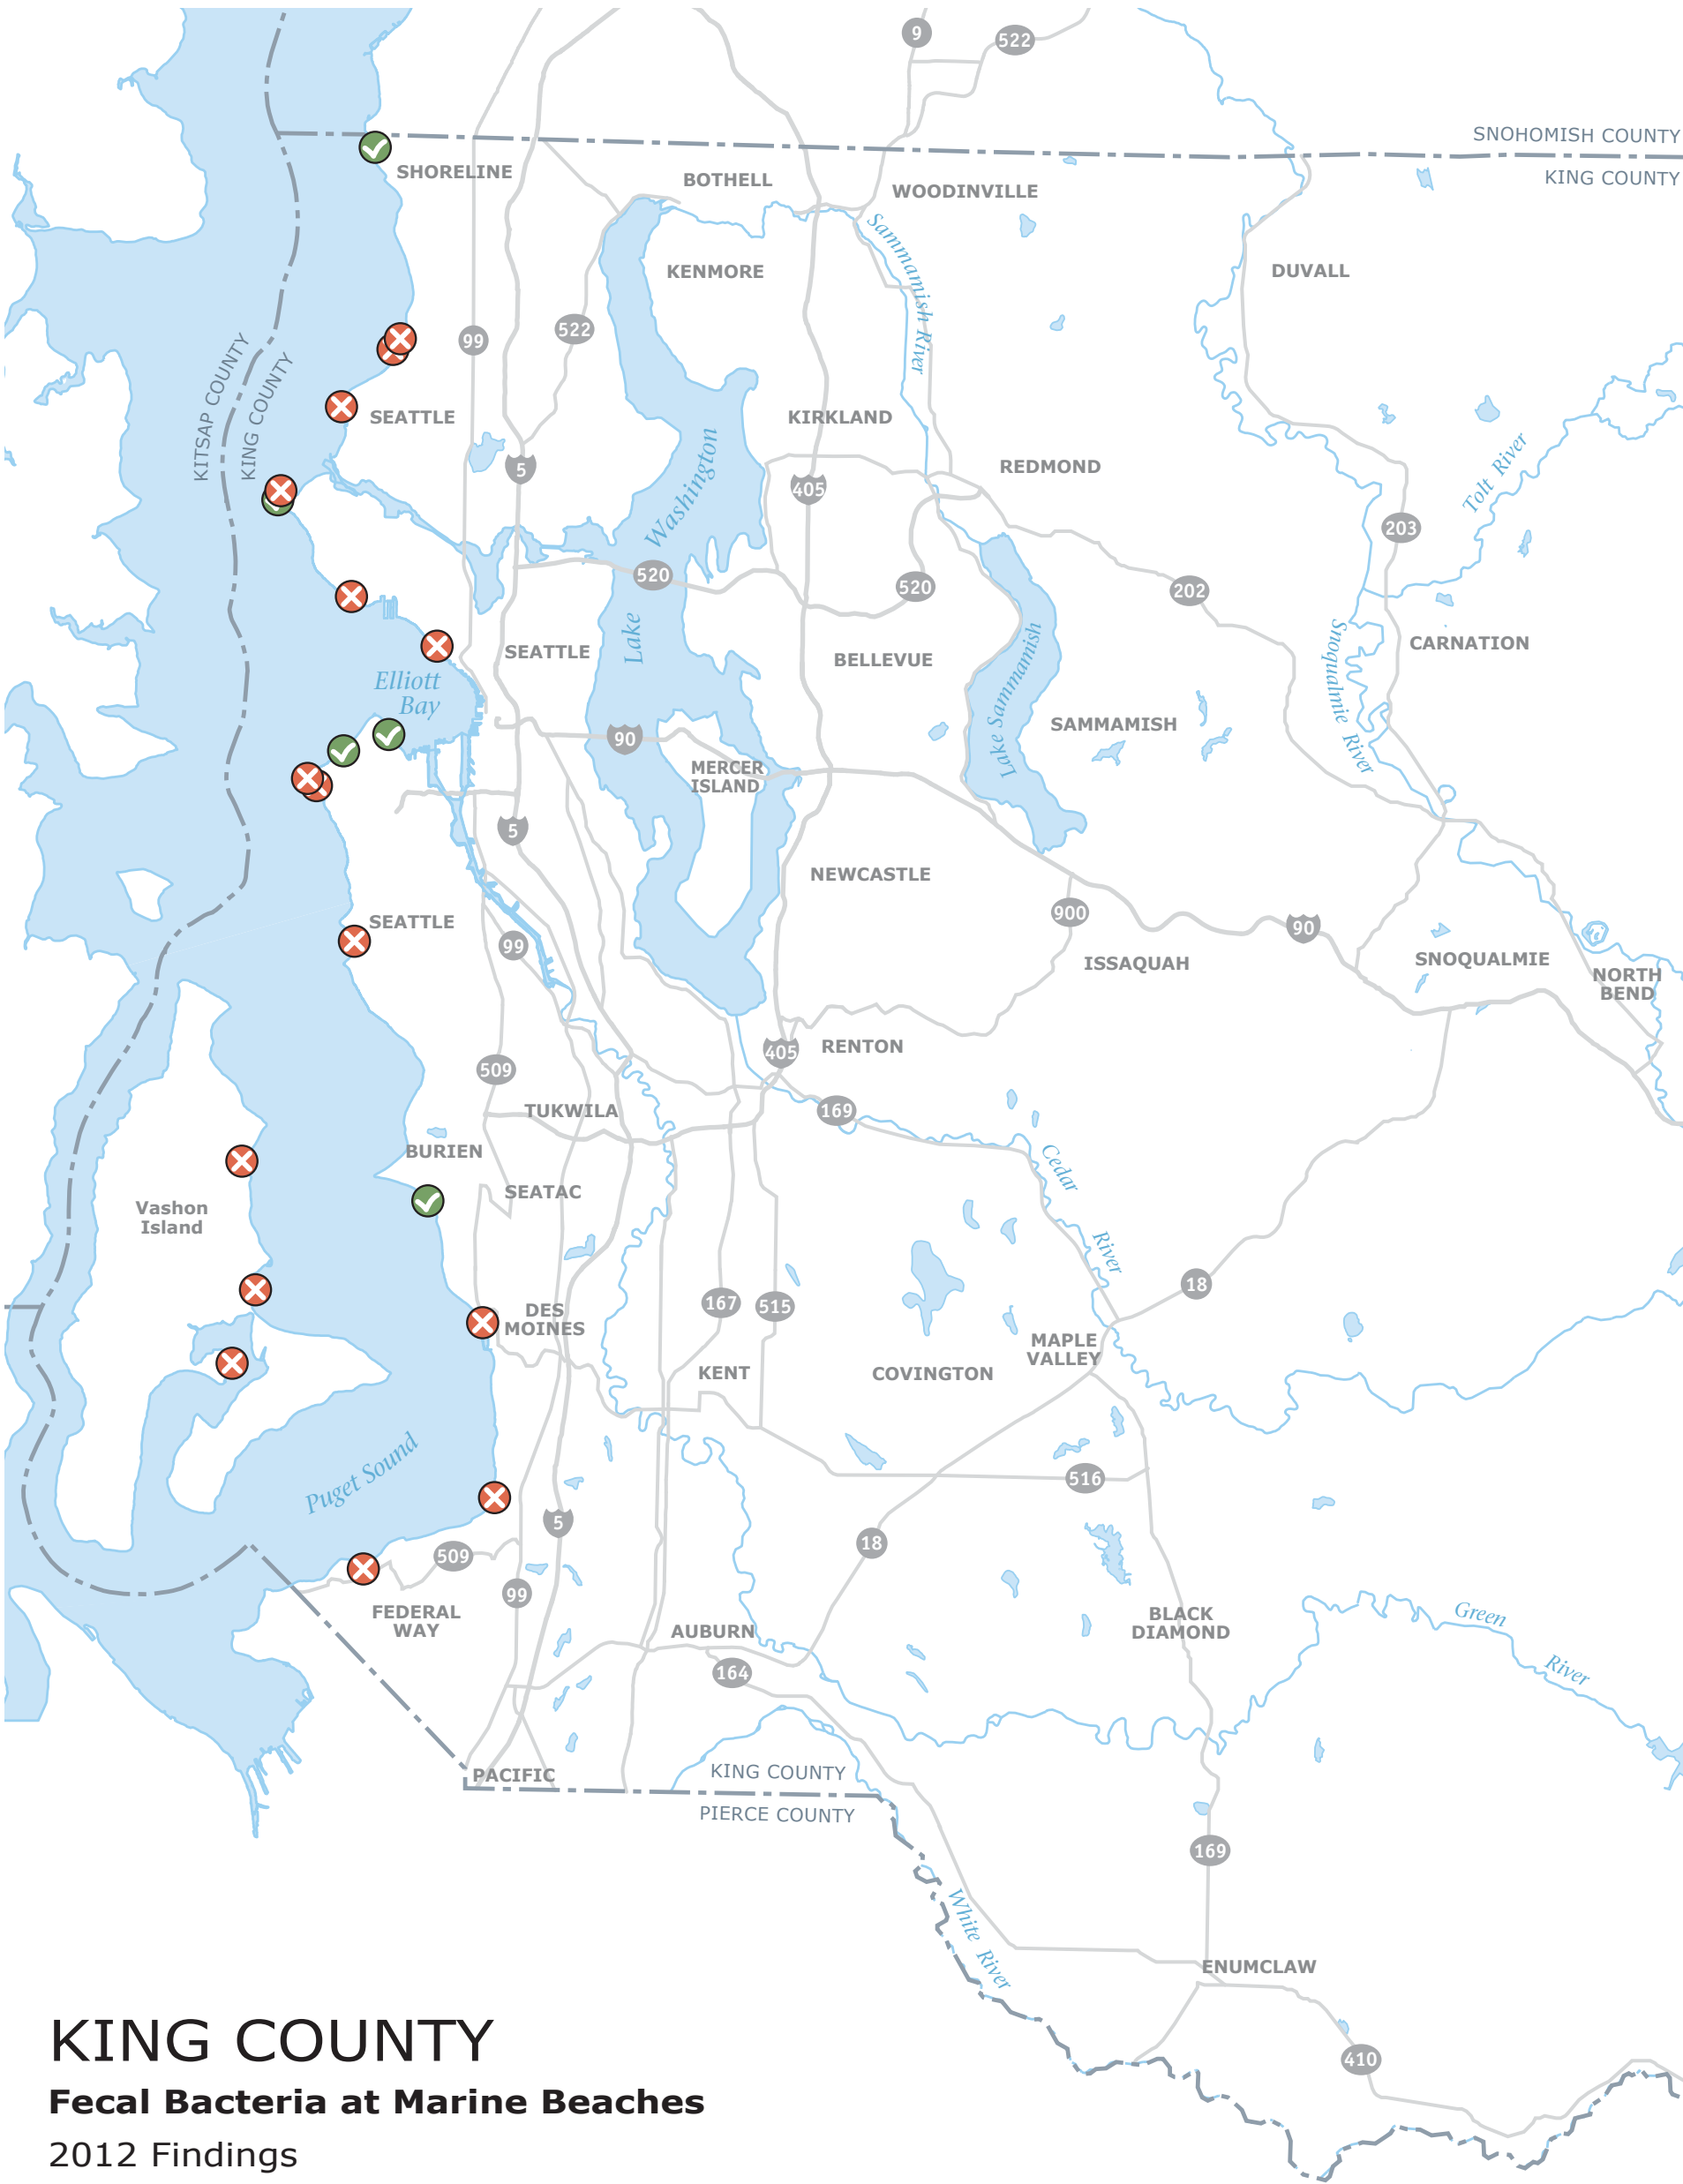 9
522
SNOHOMISH COUNTY
KING COUNTY
SHORELINE
BOTHELL
WOODINVILLE
Sammamish River
KENMORE
DUVALL
99
522
KITSAP COUNTY
KING COUNTY
SEATTLE
KIRKLAND
5
405
REDMOND
Tolt River
203
Lake Washington
520
520
202
SEATTLE
BELLEVUE
Lake Sammamish
Snoqualmie River
CARNATION
Elliott
Bay
90
SAMMAMISH
MERCER
ISLAND
5
NEWCASTLE
SEATTLE
99
900
90
ISSAQUAH
SNOQUALMIE
NORTH
BEND
405
RENTON
509
TUKWILA
169
BURIEN
SEATAC
Cedar River
Vashon
Island
18
167
515
DES
MOINES
MAPLE
VALLEY
KENT
COVINGTON
Puget Sound
516
5
18
509
99
FEDERAL
WAY
AUBURN
BLACK
DIAMOND
Green River
164
PACIFIC
KING COUNTY
PIERCE COUNTY
169
White River
ENUMCLAW
410
KING COUNTY
Fecal Bacteria at Marine Beaches
2012 Findings